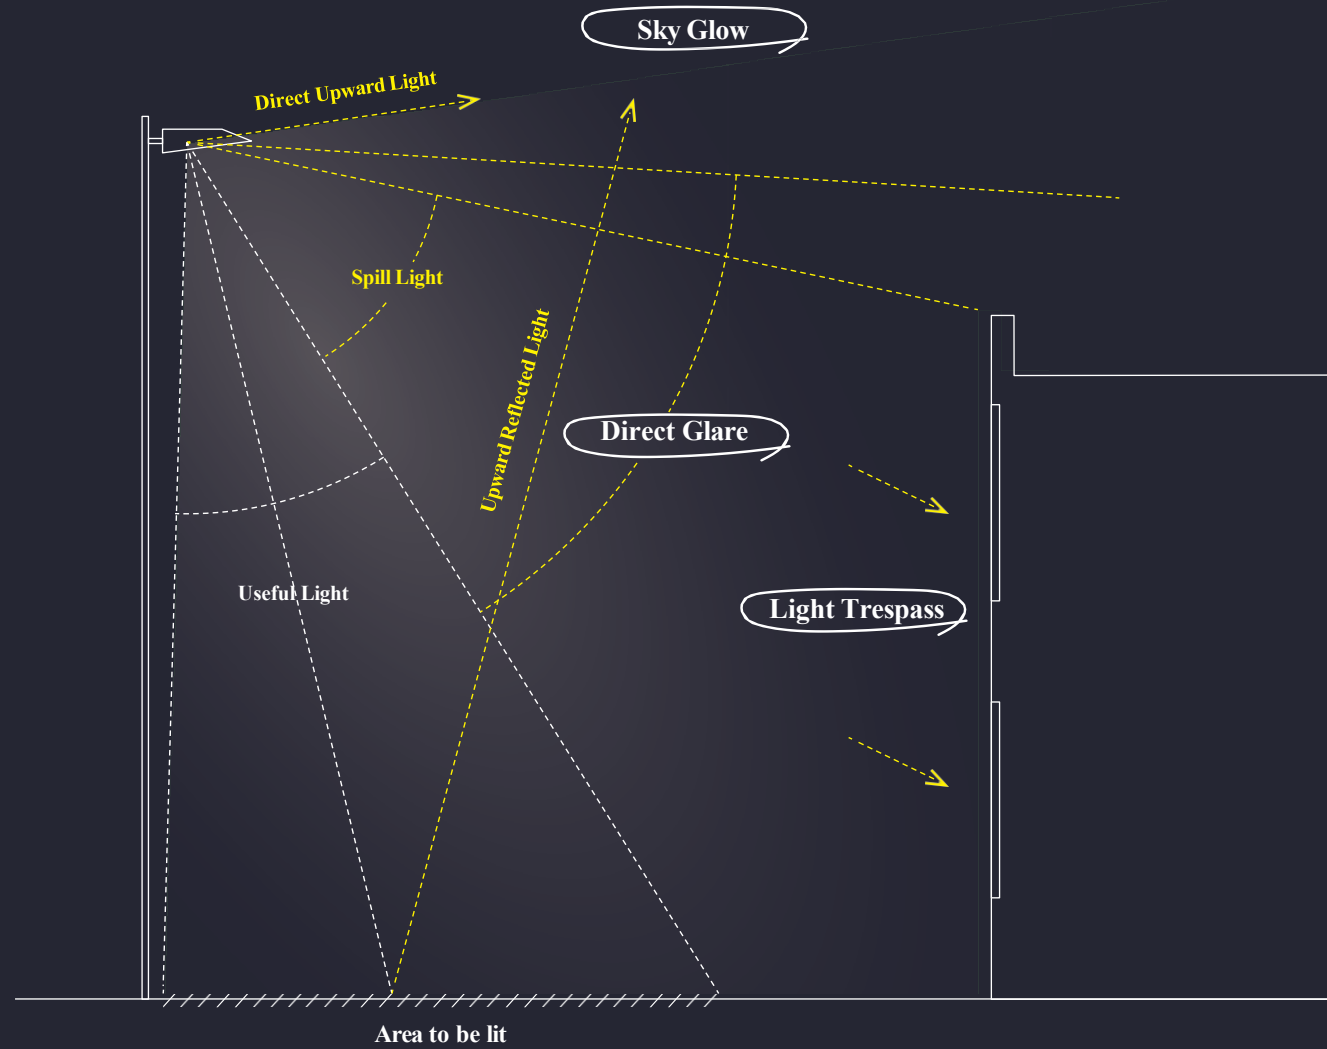 Sky Glow
Direct Upward Light
Spill Light
Upward Reflected Light
Direct Glare
Useful Light
Light Trespass
Area to be lit